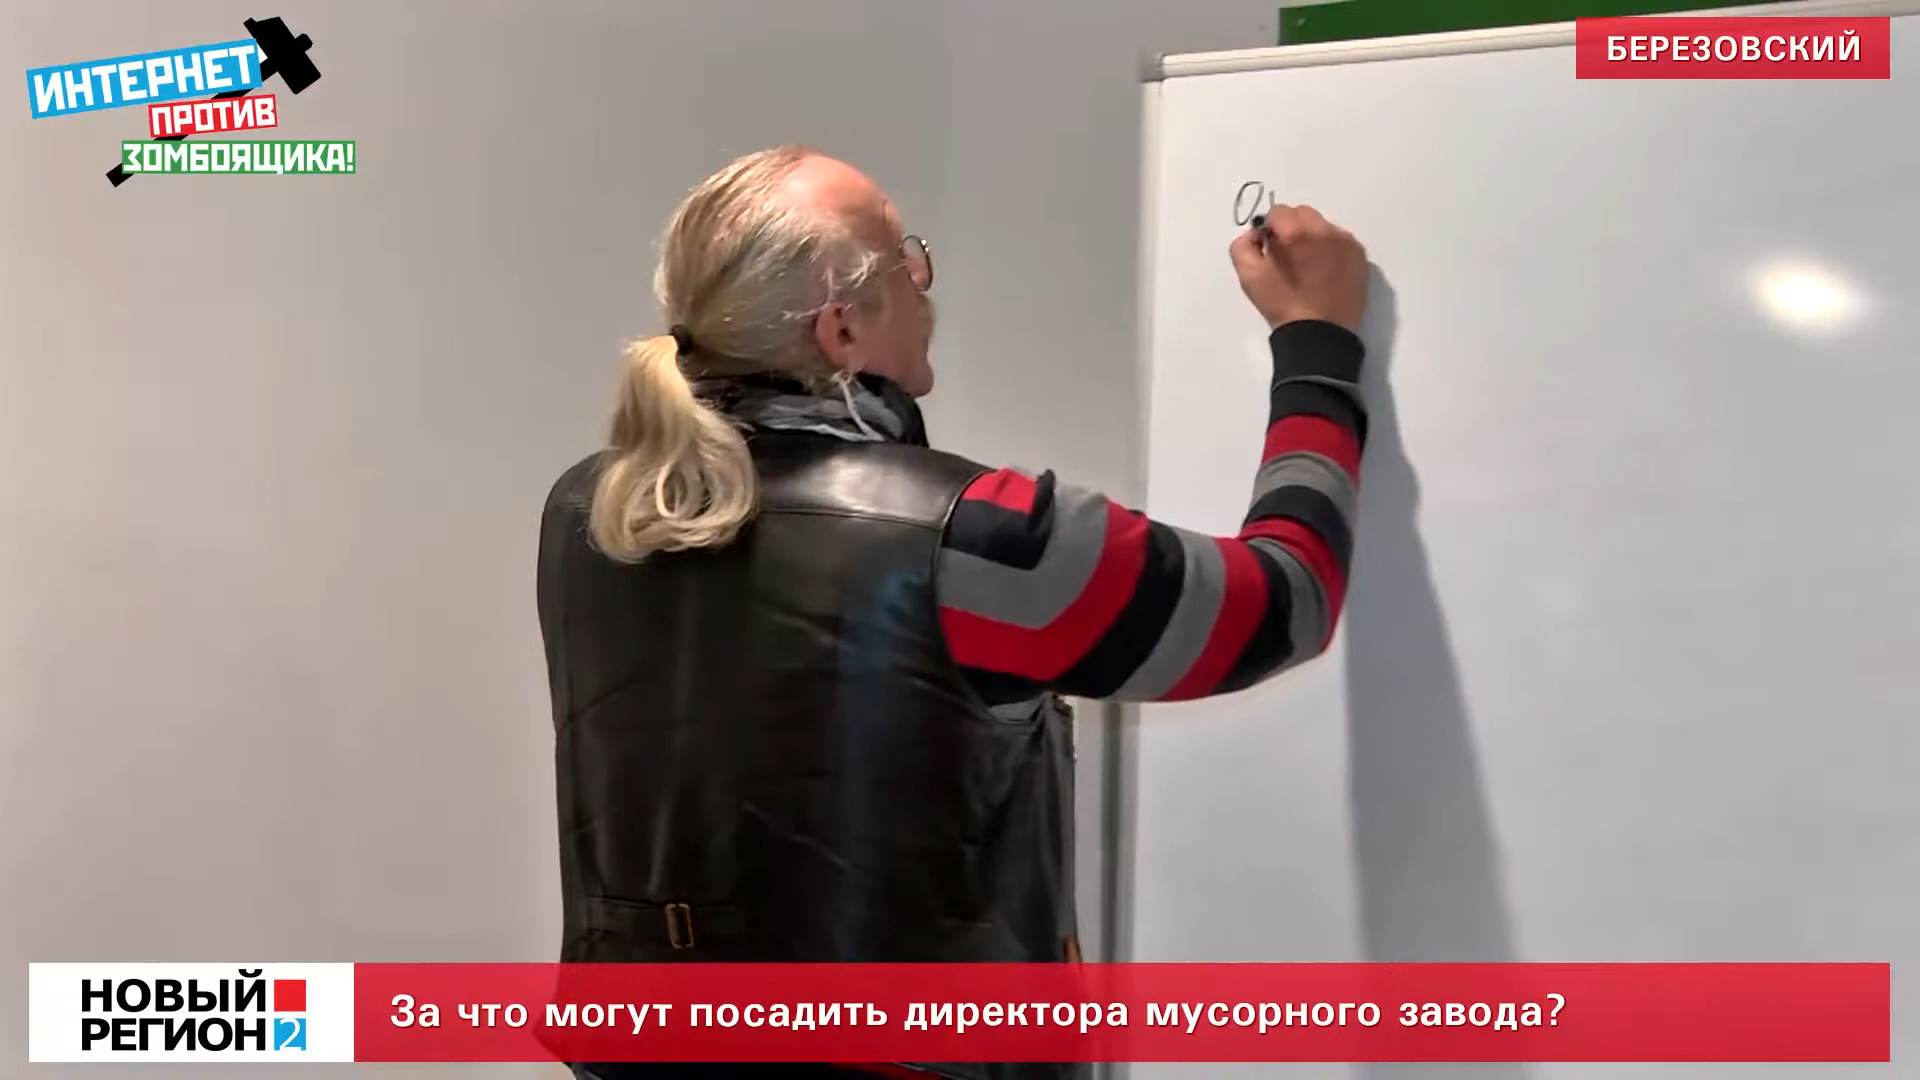 ИНТЕРНЕТ
ПРОТИВ
ЗОМБОЯЩИКА!
БЕРЕЗОВСКИЙ
НОВЫЙ
РЕГИОН 2
За что могут посадить директора мусорного завода?